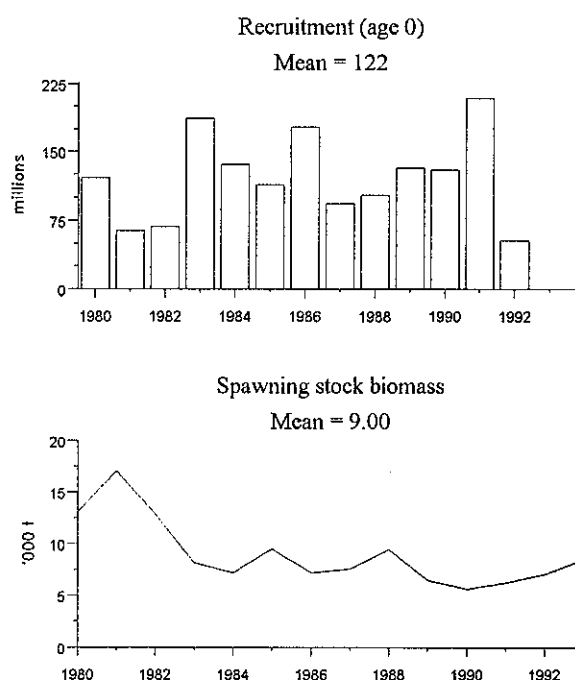 Recruitment (age 0)
Mean = 122
225
150
75
0
millions
1980 1982 1984 1986 1988 1990 1992
Spawning stock biomass
Mean = 9.00
20
15
10
5
0
'000 t
1980 1982 1984 1986 1988 1990 1992